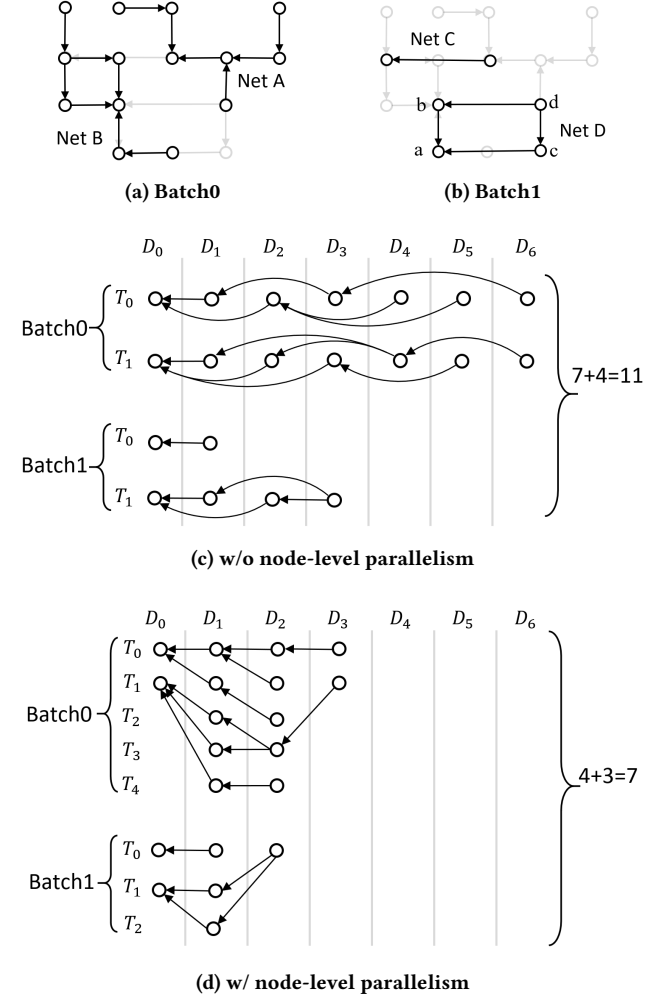 Net A
Net B
(a) Batch0
Net C
b
d
Net D
a
c
(b) Batch1
D₀ D₁ D₂ D₃ D₄ D₅ D₆
Batch0
T₀
T₁
Batch1
T₀
T₁
7+4=11
(c) w/o node-level parallelism
D₀ D₁ D₂ D₃ D₄ D₅ D₆
Batch0
T₀
T₁
T₂
T₃
T₄
Batch1
T₀
T₁
T₂
4+3=7
(d) w/ node-level parallelism